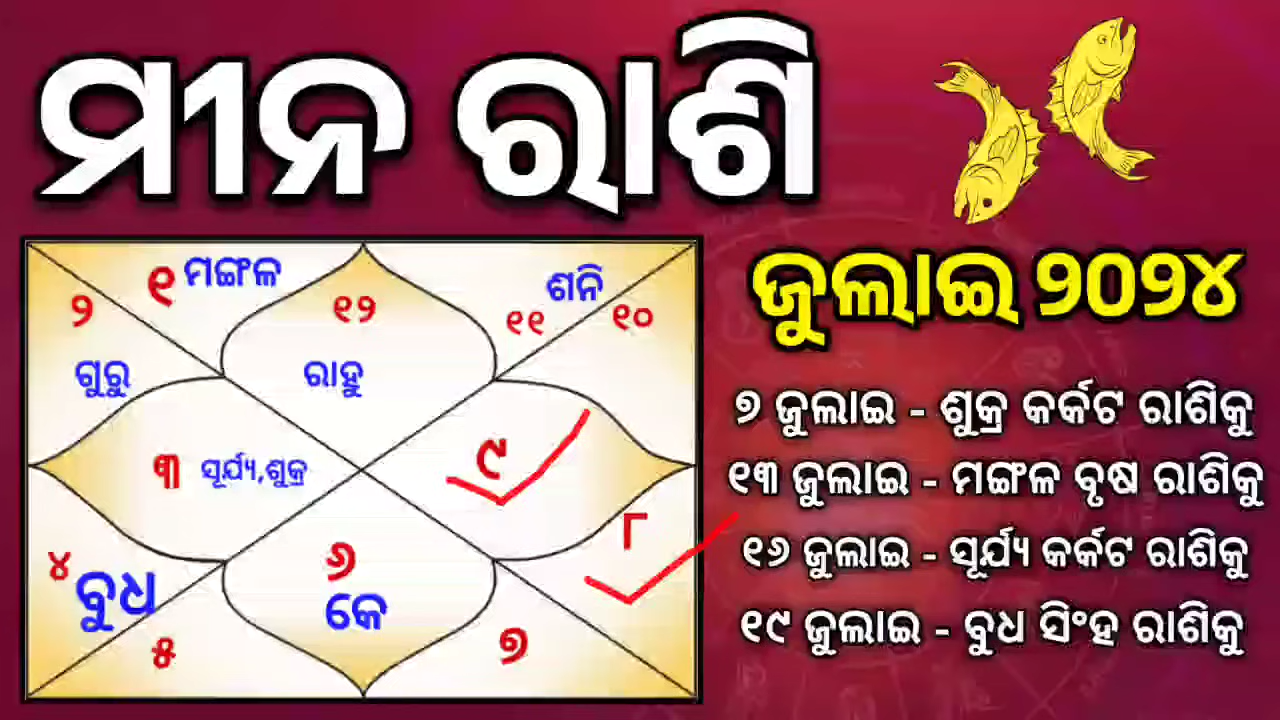 ମୀନ ରାଶି
ଜୁଲାଇ ୨୦୨୪
୧ ମଙ୍ଗଳ
୨
ଗୁରୁ
୧୨
ରାହୁ
ଶନି
୧୧
୧୦
୩ ସୂର୍ଯ୍ୟ,ଶୁକ୍ର
୯
୮
୪
ବୁଧ
୫
୬
କେ
୭
୭ ଜୁଲାଇ - ଶୁକ୍ର କର୍କଟ ରାଶିକୁ
୧୩ ଜୁଲାଇ - ମଙ୍ଗଳ ବୃଷ ରାଶିକୁ
୧୬ ଜୁଲାଇ - ସୂର୍ଯ୍ୟ କର୍କଟ ରାଶିକୁ
୧୯ ଜୁଲାଇ - ବୁଧ ସିଂହ ରାଶିକୁ